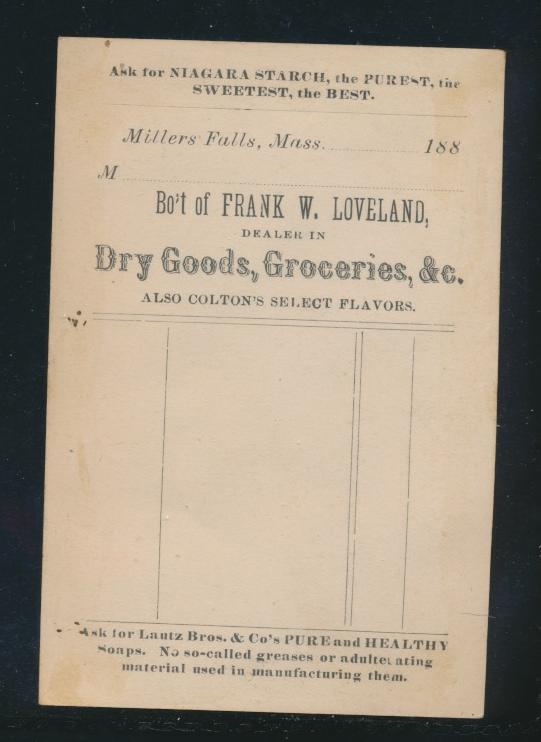 Ask for NIAGARA STARCH, the PUREST, the
SWEETEST, the BEST.
Millers Falls, Mass. 188
M
Bo't of FRANK W. LOVELAND,
DEALER IN
Dry Goods, Groceries, &c.
ALSO COLTON'S SELECT FLAVORS.
Ask for Lautz Bros. & Co's PURE and HEALTHY
Soaps. No so-called greases or adulterating
material used in manufacturing them.